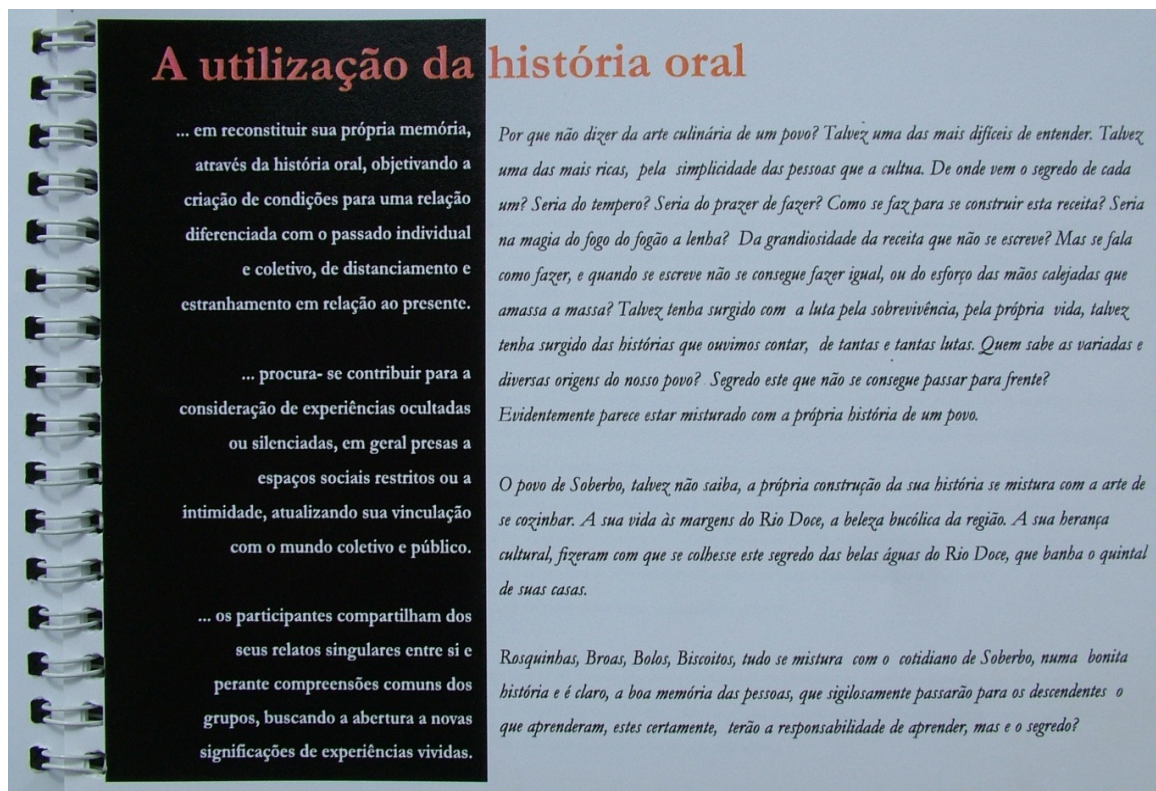 A utilização da história oral
... em reconstituir sua própria memória,
através da história oral, objetivando a
criação de condições para uma relação
diferenciada com o passado individual
e coletivo, de distanciamento e
estranhamento em relação ao presente.
... procura- se contribuir para a
consideração de experiências ocultadas
ou silenciadas, em geral presas a
espaços sociais restritos ou a
intimidade, atualizando sua vinculação
com o mundo coletivo e público.
... os participantes compartilham dos
seus relatos singulares entre si e
perante compreensões comuns dos
grupos, buscando a abertura a novas
significações de experiências vividas.
Por que não dizer da arte culinária de um povo? Talvez uma das mais difíceis de entender. Talvez
uma das mais ricas, pela simplicidade das pessoas que a cultua. De onde vem o segredo de cada
um? Seria do tempero? Seria do prazer de fazer? Como se faz para se construir esta receita? Seria
na magia do fogo do fogão a lenha? Da grandiosidade da receita que não se escreve? Mas se fala
como fazer, e quando se escreve não se consegue fazer igual, ou do esforço das mãos calejadas que
amassa a massa? Talvez tenha surgido com a luta pela sobrevivência, pela própria vida, talvez
tenha surgido das histórias que ouvimos contar, de tantas e tantas lutas. Quem sabe as variadas e
diversas origens do nosso povo? Segredo este que não se consegue passar para frente?
Evidentemente parece estar misturado com a própria história de um povo.
O povo de Soberbo, talvez não saiba, a própria construção da sua história se mistura com a arte de
se cozinhar. A sua vida às margens do Rio Doce, a beleza bucólica da região. A sua herança
cultural, fizeram com que se colhesse este segredo das belas águas do Rio Doce, que banha o quintal
de suas casas.
Rosquinhas, Broas, Bolos, Biscoitos, tudo se mistura com o cotidiano de Soberbo, numa bonita
história e é claro, a boa memória das pessoas, que sigilosamente passarão para os descendentes o
que aprenderam, estes certamente, terão a responsabilidade de aprender, mas e o segredo?